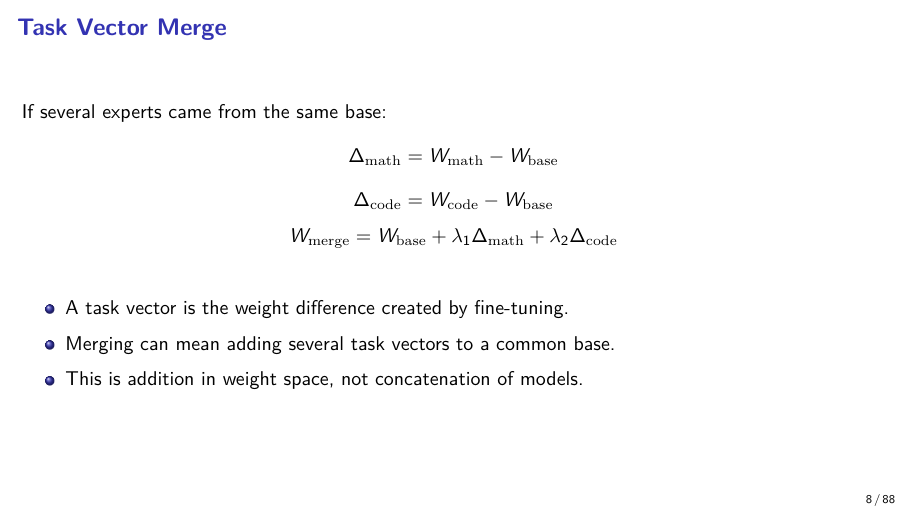 Task Vector Merge
If several experts came from the same base:
Δmath = Wmath − Wbase
Δcode = Wcode − Wbase
Wmerge = Wbase + λ1Δmath + λ2Δcode
A task vector is the weight difference created by fine-tuning.
Merging can mean adding several task vectors to a common base.
This is addition in weight space, not concatenation of models.
8 / 88